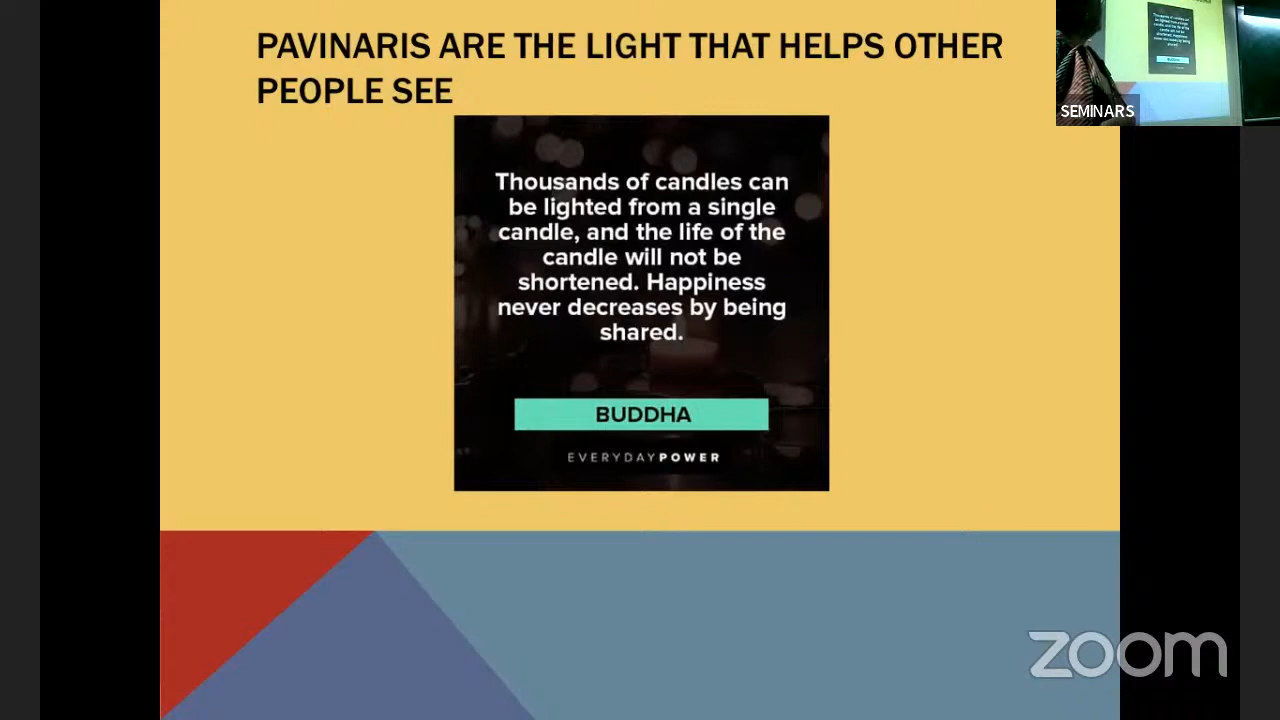 PAVINARIS ARE THE LIGHT THAT HELPS OTHER
PEOPLE SEE
Thousands of candles can
be lighted from a single
candle, and the life of the
candle will not be
shortened. Happiness
never decreases by being
shared.
BUDDHA
EVERYDAYPOWER
SEMINARS
zoom